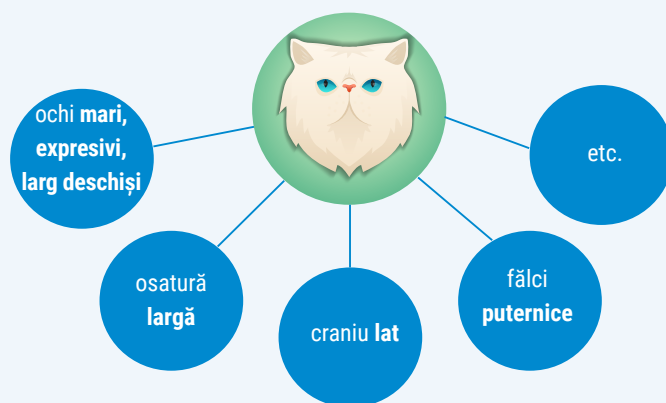 ochi mari,
expresivi,
larg deschiși
osatură
largă
craniu lat
fălci
puternice
etc.